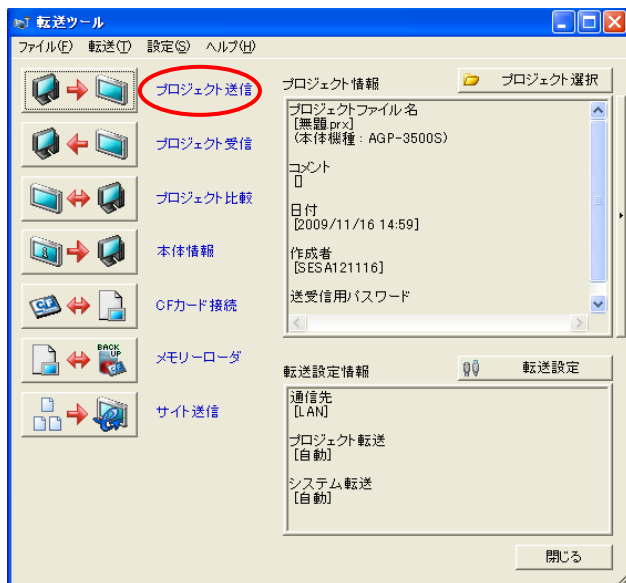 転送ツール
ファイル(F) 転送(T) 設定(S) ヘルプ(H)
プロジェクト送信
プロジェクト受信
プロジェクト比較
本体情報
CF
CFカード接続
BACK
UP
メモリーローダ
サイト送信
プロジェクト情報
プロジェクト選択
プロジェクトファイル名
[無題.prx]
(本体機種 : AGP-3500S)
コメント
[]
日付
[2009/11/16 14:59]
作成者
[SESA121116]
送受信用パスワード
転送設定情報
転送設定
通信先
[LAN]
プロジェクト転送
[自動]
システム転送
[自動]
閉じる